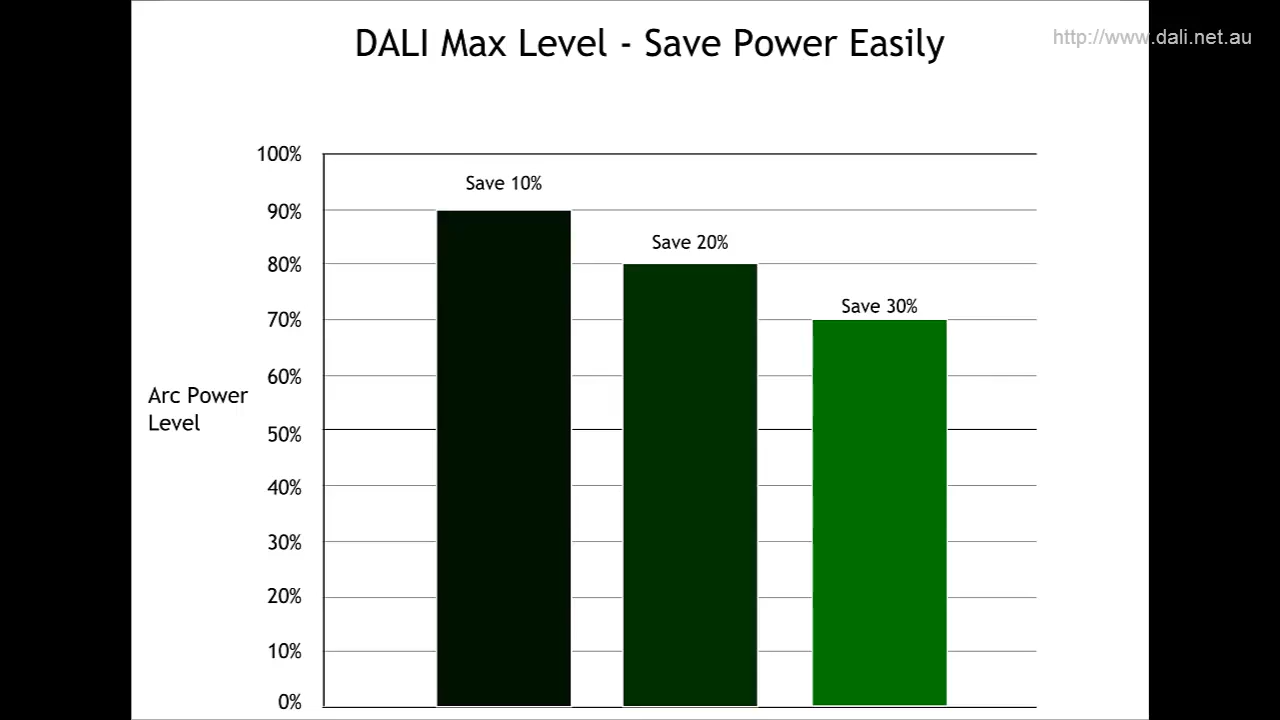 DALI Max Level - Save Power Easily
http://www.dali.net.au
100%
Save 10%
90%
Save 20%
80%
Save 30%
70%
60%
Arc Power
Level
50%
40%
30%
20%
10%
0%